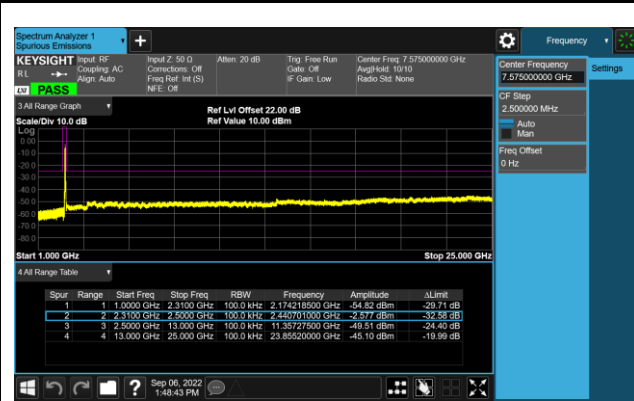 Spectrum Analyzer 1
Spurious Emissions
Frequency
KEYSIGHT Input: RF Input Z: 50 Ω Atten: 20 dB Trig: Free Run Center Freq: 7.575000000 GHz
RL Coupling: AC Corrections: Off Gate: Off Avg|Hold: 10/10
Align: Auto Freq Ref: Int (S) IF Gain: Low Radio Std: None
LXI PASS NFE: Off
Center Frequency
7.575000000 GHz
Settings
CF Step
2.500000 MHz
Auto
Man
Freq Offset
0 Hz
3 All Range Graph
Ref Lvl Offset 22.00 dB
Scale/Div 10.0 dB Ref Value 10.00 dBm
Log
0.00
-10.0
-20.0
-30.0
-40.0
-50.0
-60.0
-70.0
-80.0
Start 1.000 GHz Stop 25.000 GHz
4 All Range Table
Spur Range Start Freq Stop Freq RBW Frequency Amplitude ΔLimit
1 1 1.0000 GHz 2.3100 GHz 100.0 kHz 2.174218500 GHz -54.82 dBm -29.71 dB
2 2 2.3100 GHz 2.5000 GHz 100.0 kHz 2.440701000 GHz -2.577 dBm -32.58 dB
3 3 2.5000 GHz 13.000 GHz 100.0 kHz 11.35727500 GHz -49.51 dBm -24.40 dB
4 4 13.000 GHz 25.000 GHz 100.0 kHz 23.85520000 GHz -45.10 dBm -19.99 dB
Sep 06, 2022
1:48:43 PM